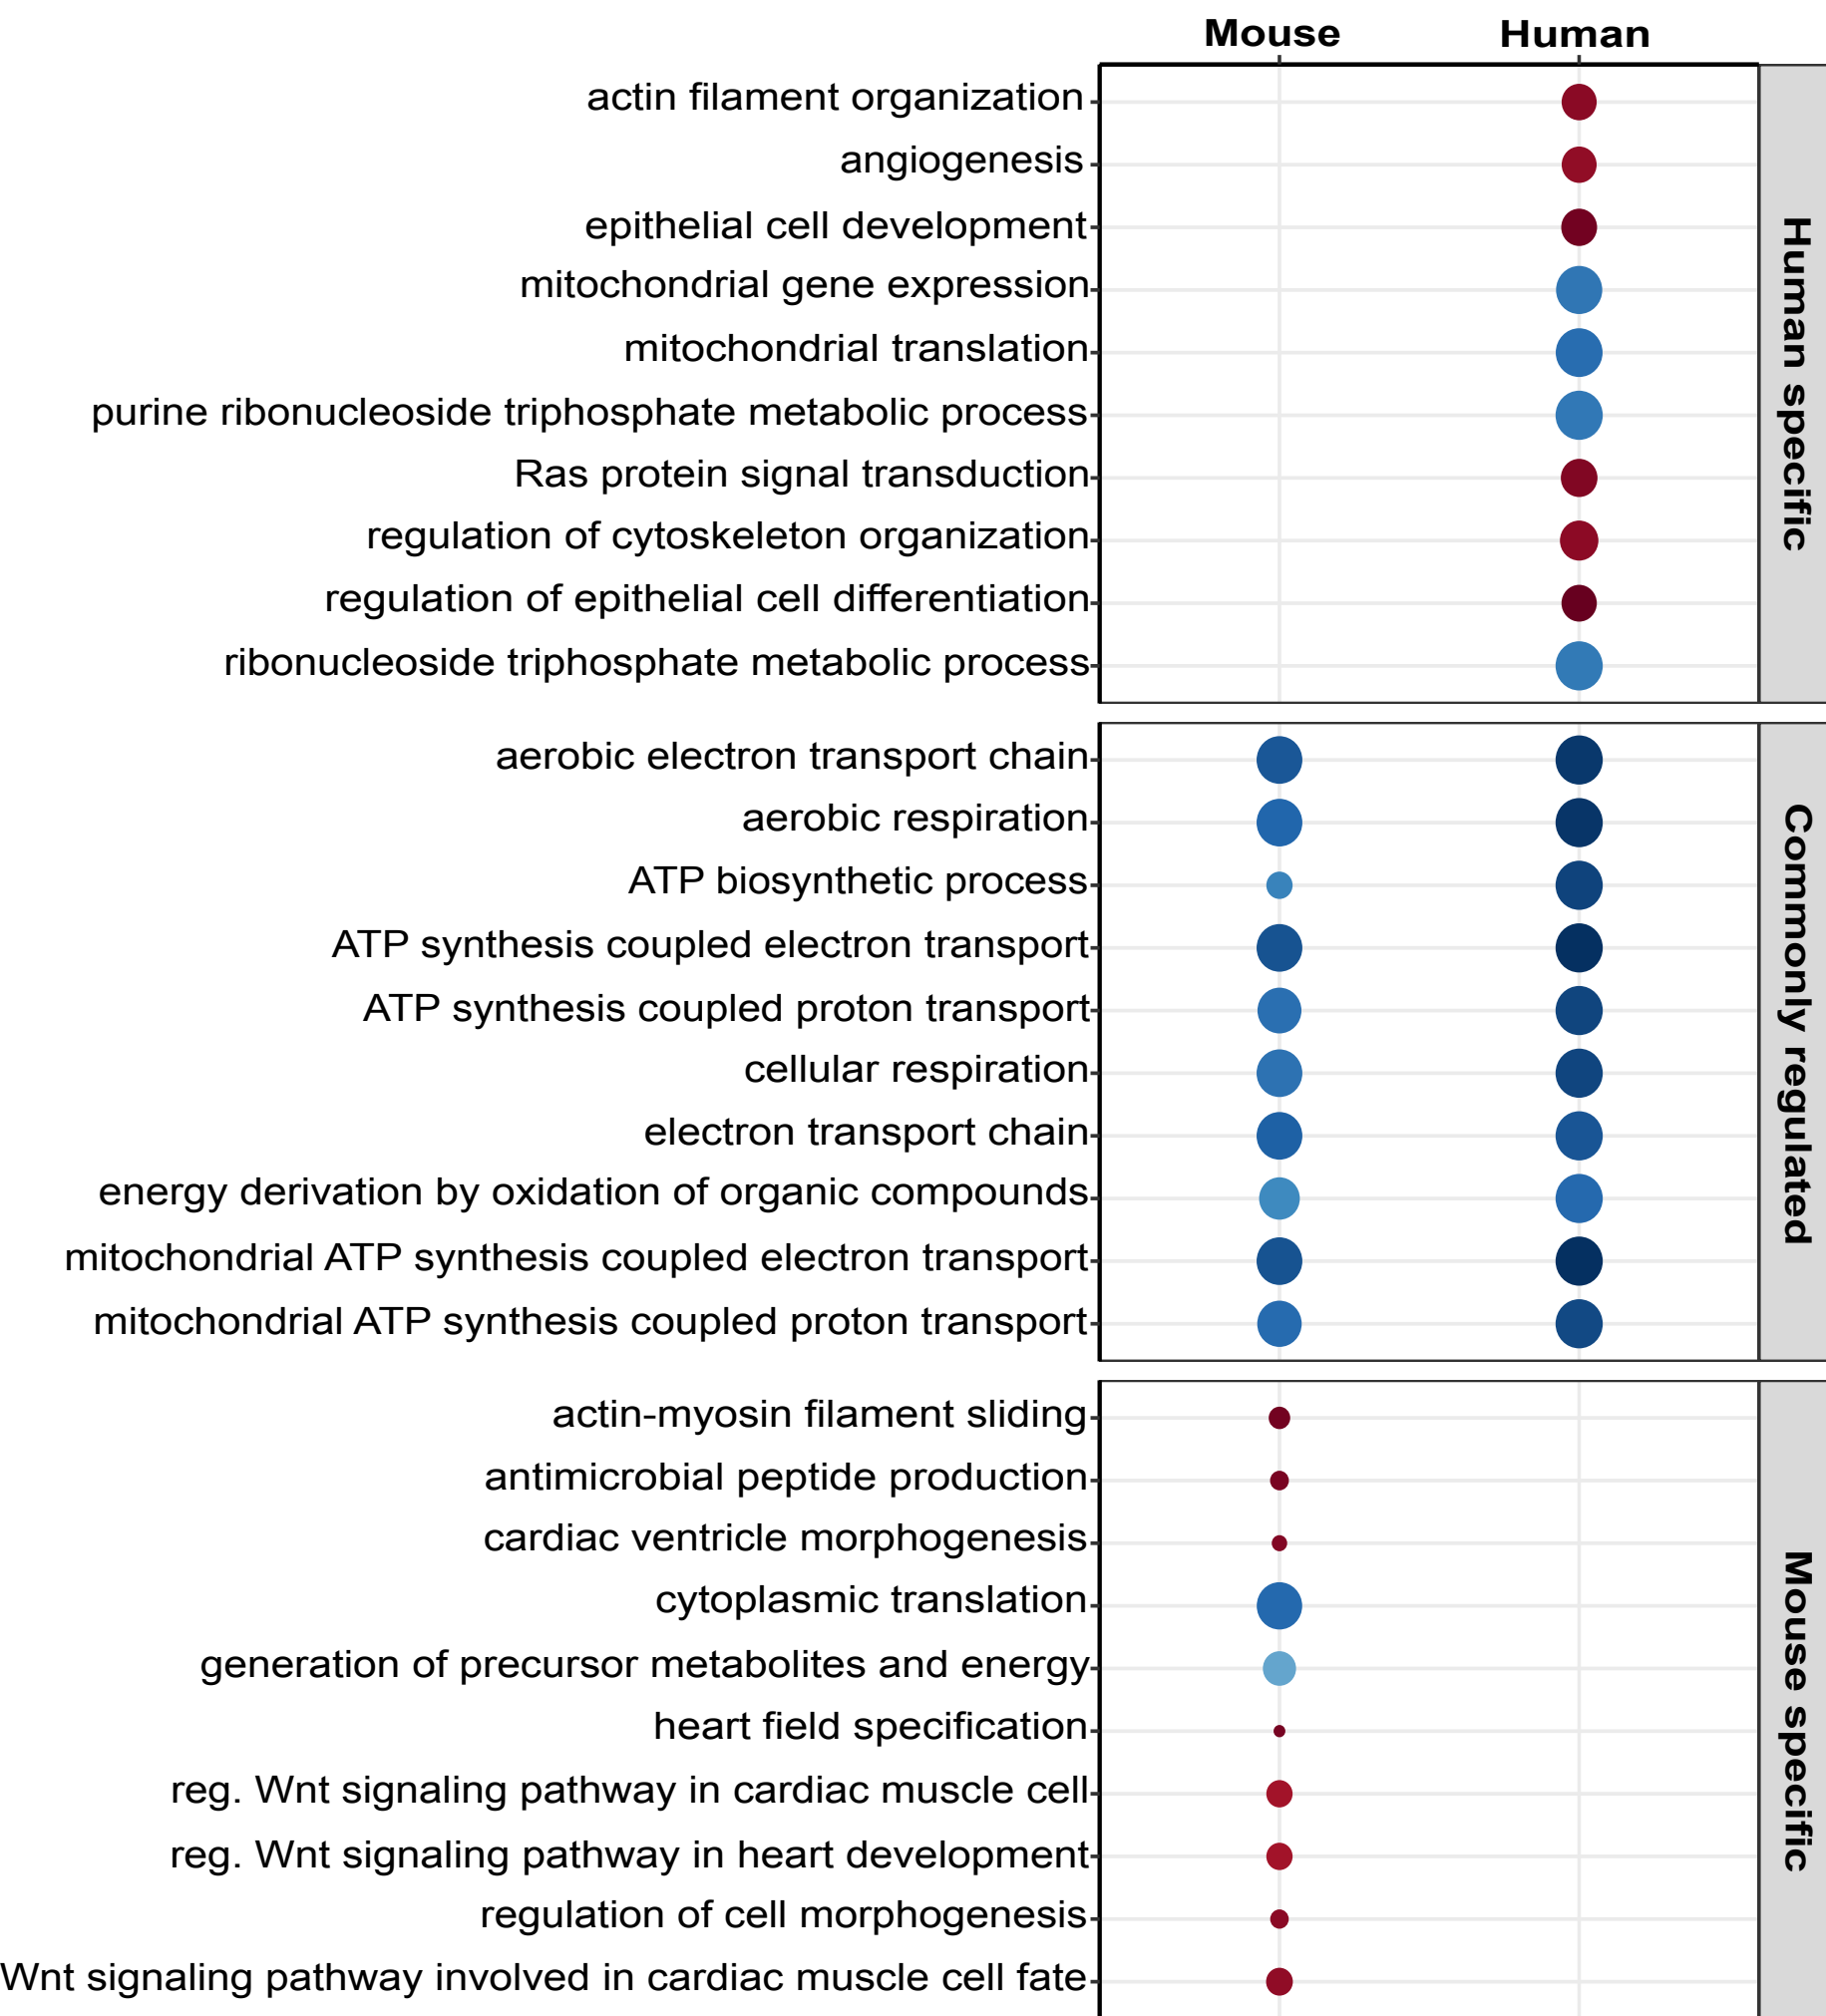 Mouse Human
actin filament organization
angiogenesis
epithelial cell development
mitochondrial gene expression
mitochondrial translation
purine ribonucleoside triphosphate metabolic process
Ras protein signal transduction
regulation of cytoskeleton organization
regulation of epithelial cell differentiation
ribonucleoside triphosphate metabolic process
Human specific
aerobic electron transport chain
aerobic respiration
ATP biosynthetic process
ATP synthesis coupled electron transport
ATP synthesis coupled proton transport
cellular respiration
electron transport chain
energy derivation by oxidation of organic compounds
mitochondrial ATP synthesis coupled electron transport
mitochondrial ATP synthesis coupled proton transport
Commonly regulated
actin-myosin filament sliding
antimicrobial peptide production
cardiac ventricle morphogenesis
cytoplasmic translation
generation of precursor metabolites and energy
heart field specification
reg. Wnt signaling pathway in cardiac muscle cell
reg. Wnt signaling pathway in heart development
regulation of cell morphogenesis
Wnt signaling pathway involved in cardiac muscle cell fate
Mouse specific